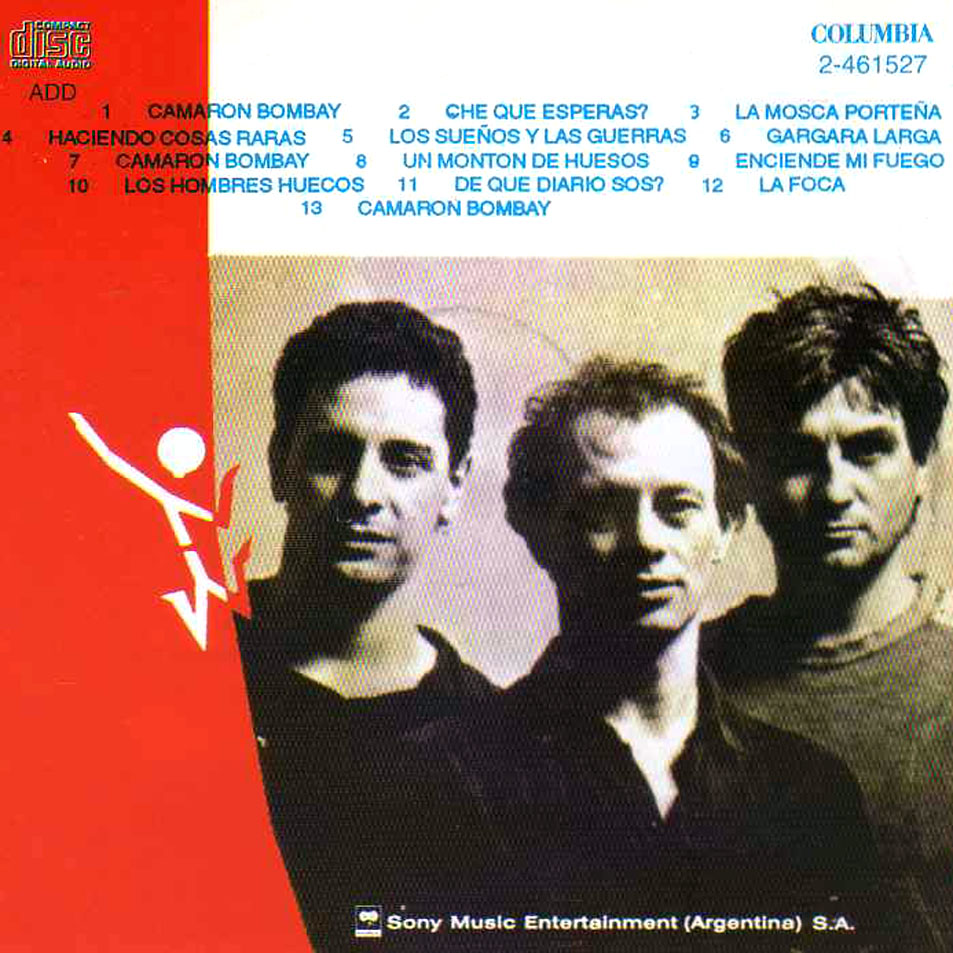 COMPACT
disc
DIGITAL AUDIO
COLUMBIA
2-461527
ADD
1 CAMARON BOMBAY 2 CHE QUE ESPERAS? 3 LA MOSCA PORTEÑA
4 HACIENDO COSAS RARAS 5 LOS SUEÑOS Y LAS GUERRAS 6 GARGARA LARGA
7 CAMARON BOMBAY 8 UN MONTON DE HUESOS 9 ENCIENDE MI FUEGO
10 LOS HOMBRES HUECOS 11 DE QUE DIARIO SOS? 12 LA FOCA
13 CAMARON BOMBAY
Sony Music Entertainment (Argentina) S.A.